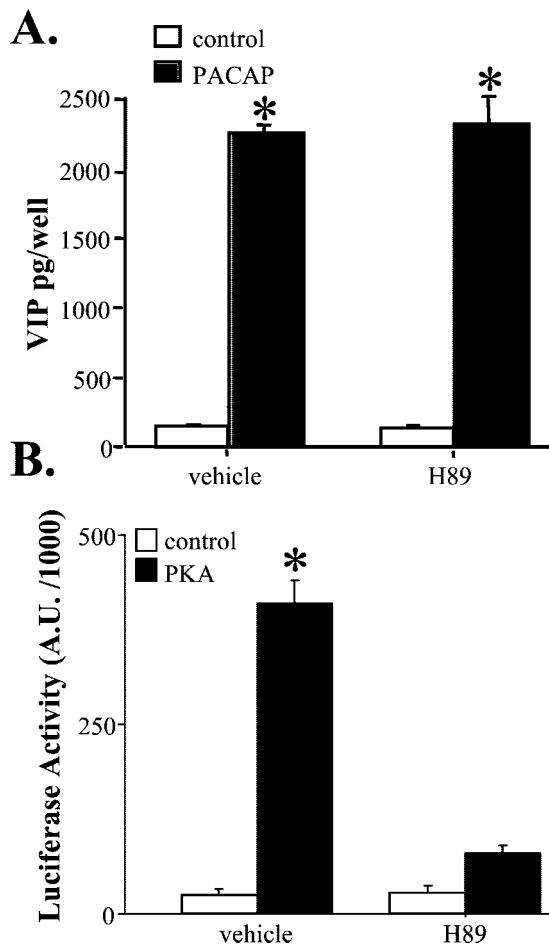 A.
control
PACAP
VIP pg/well
2500
2000
1500
1000
500
0
*
*
vehicle
H89
B.
control
PKA
Luciferase Activity (A.U. /1000)
500
250
0
*
vehicle
H89